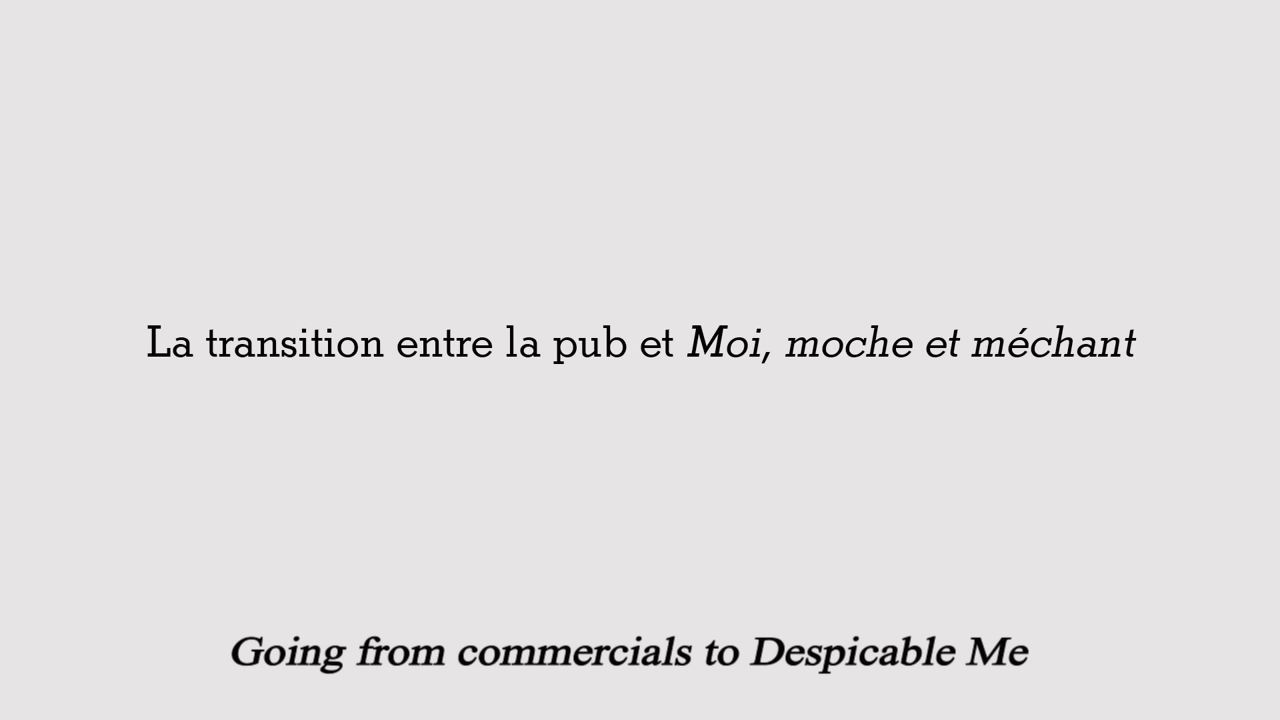 La transition entre la pub et Moi, moche et méchant
Going from commercials to Despicable Me